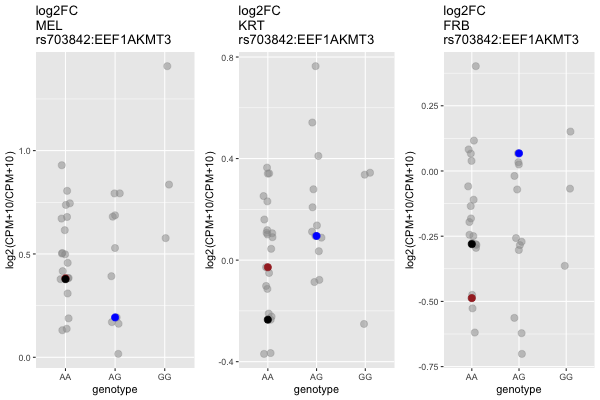 log2FC
MEL
rs703842:EEF1AKMT3
log2(CPM+10/CPM+10)
1.0
0.5
0.0
AA AG GG
genotype
log2FC
KRT
rs703842:EEF1AKMT3
log2(CPM+10/CPM+10)
0.8
0.4
0.0
-0.4
AA AG GG
genotype
log2FC
FRB
rs703842:EEF1AKMT3
log2(CPM+10/CPM+10)
0.25
0.00
-0.25
-0.50
-0.75
AA AG GG
genotype